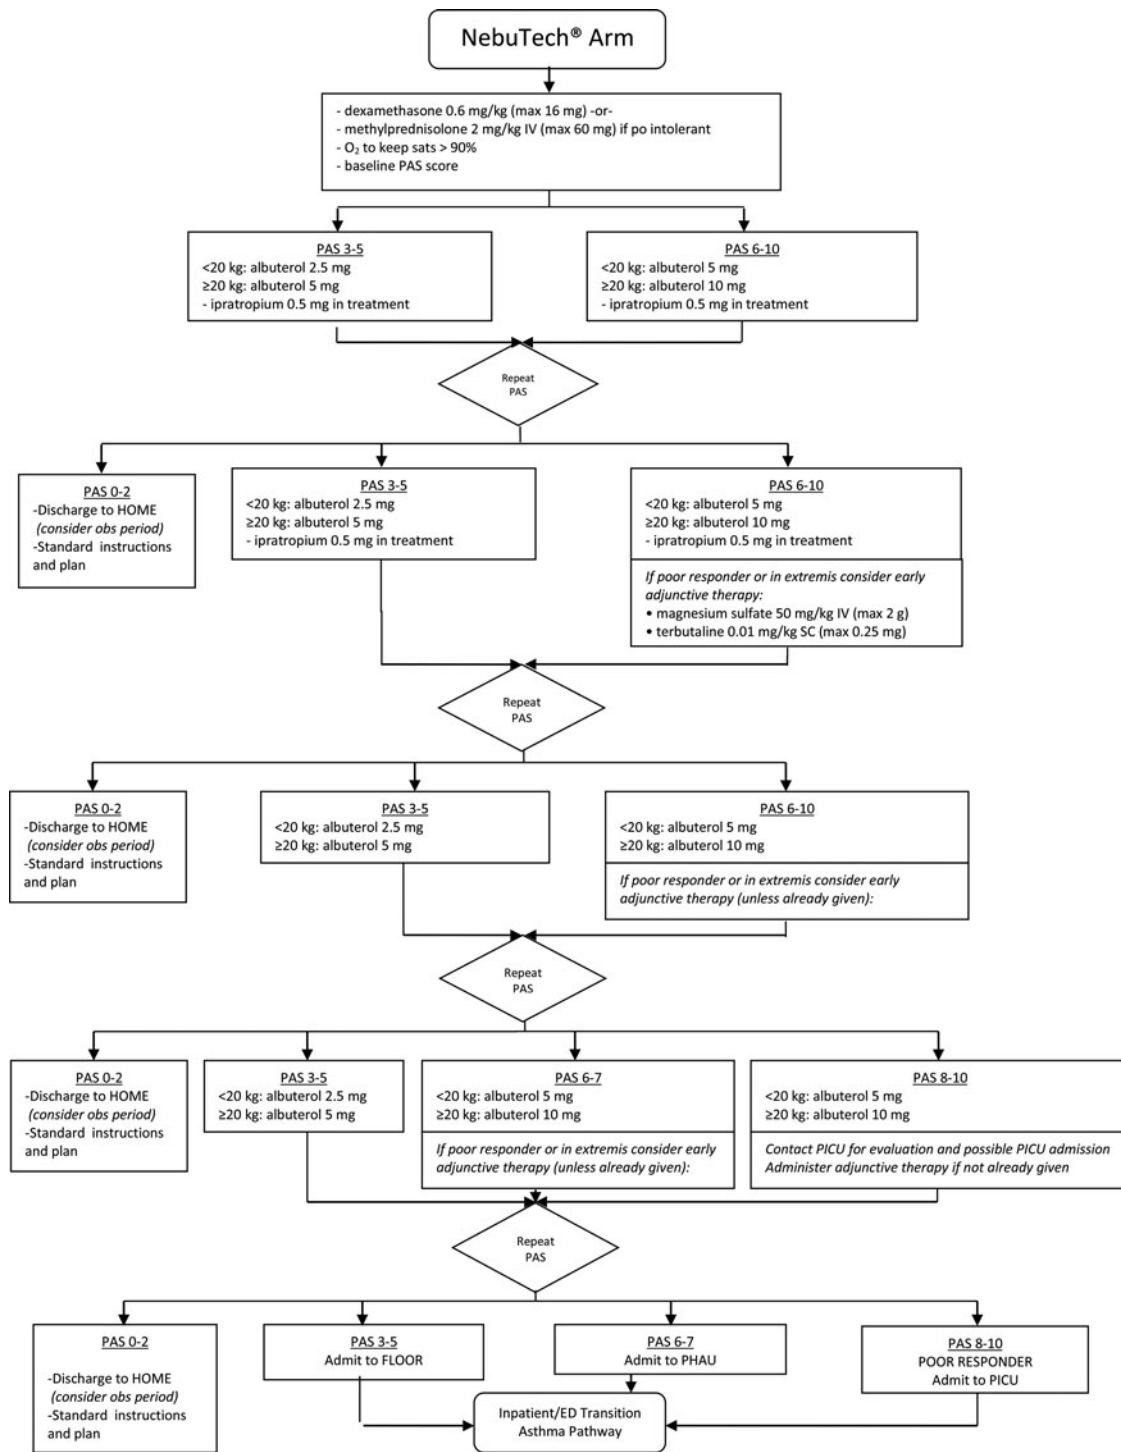 NebuTech® Arm
- dexamethasone 0.6 mg/kg (max 16 mg) -or-
- methylprednisolone 2 mg/kg IV (max 60 mg) if po intolerant
- O₂ to keep sats > 90%
- baseline PAS score
PAS 3-5
<20 kg: albuterol 2.5 mg
≥20 kg: albuterol 5 mg
- ipratropium 0.5 mg in treatment
PAS 6-10
<20 kg: albuterol 5 mg
≥20 kg: albuterol 10 mg
- ipratropium 0.5 mg in treatment
Repeat
PAS
PAS 0-2
-Discharge to HOME
(consider obs period)
-Standard instructions
and plan
PAS 3-5
<20 kg: albuterol 2.5 mg
≥20 kg: albuterol 5 mg
- ipratropium 0.5 mg in treatment
PAS 6-10
<20 kg: albuterol 5 mg
≥20 kg: albuterol 10 mg
- ipratropium 0.5 mg in treatment
If poor responder or in extremis consider early
adjunctive therapy:
• magnesium sulfate 50 mg/kg IV (max 2 g)
• terbutaline 0.01 mg/kg SC (max 0.25 mg)
Repeat
PAS
PAS 0-2
-Discharge to HOME
(consider obs period)
-Standard instructions
and plan
PAS 3-5
<20 kg: albuterol 2.5 mg
≥20 kg: albuterol 5 mg
PAS 6-10
<20 kg: albuterol 5 mg
≥20 kg: albuterol 10 mg
If poor responder or in extremis consider early
adjunctive therapy (unless already given):
Repeat
PAS
PAS 0-2
-Discharge to HOME
(consider obs period)
-Standard instructions
and plan
PAS 3-5
<20 kg: albuterol 2.5 mg
≥20 kg: albuterol 5 mg
PAS 6-7
<20 kg: albuterol 5 mg
≥20 kg: albuterol 10 mg
If poor responder or in extremis consider early
adjunctive therapy (unless already given):
PAS 8-10
<20 kg: albuterol 5 mg
≥20 kg: albuterol 10 mg
Contact PICU for evaluation and possible PICU admission
Administer adjunctive therapy if not already given
Repeat
PAS
PAS 0-2
-Discharge to HOME
(consider obs period)
-Standard instructions
and plan
PAS 3-5
Admit to FLOOR
PAS 6-7
Admit to PHAU
PAS 8-10
POOR RESPONDER
Admit to PICU
Inpatient/ED Transition
Asthma Pathway